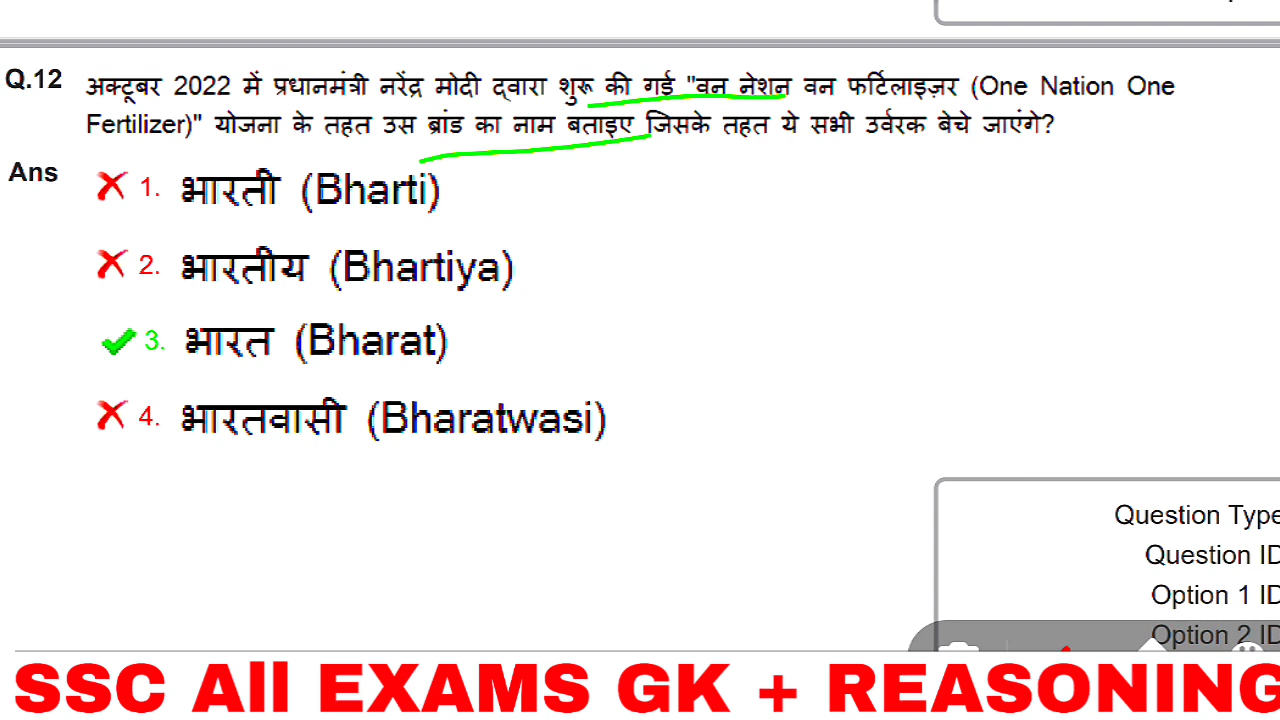 Q.12 अक्टूबर 2022 में प्रधानमंत्री नरेंद्र मोदी द्वारा शुरू की गई "वन नेशन वन फर्टिलाइज़र (One Nation One
Fertilizer)" योजना के तहत उस ब्रांड का नाम बताइए जिसके तहत ये सभी उर्वरक बेचे जाएंगे?
Ans 1. भारती (Bharti)
2. भारतीय (Bhartiya)
3. भारत (Bharat)
4. भारतवासी (Bharatwasi)
Question Type
Question ID
Option 1 ID
Option 2 ID
SSC All EXAMS GK + REASONING